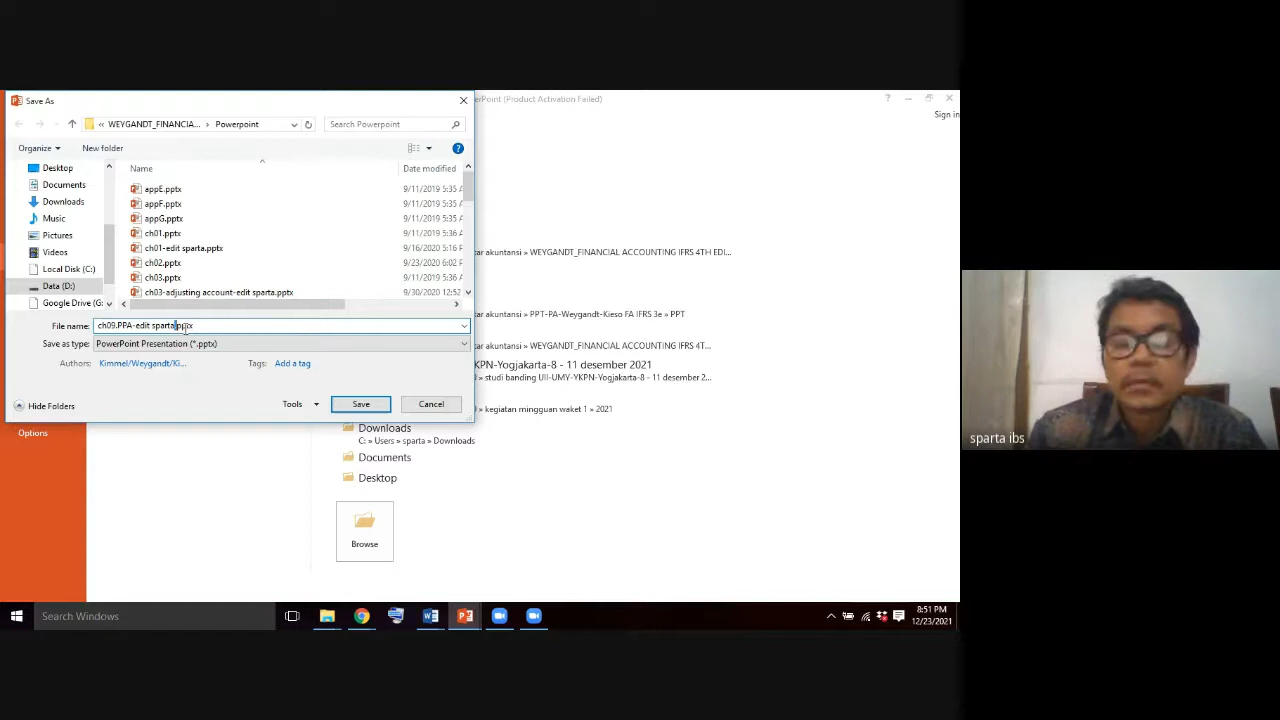 Save As
PowerPoint (Product Activation Failed)
Sign in
« WEYGANDT_FINANCIA... › Powerpoint
Search Powerpoint
Organize
New folder
Name
Date modified
Desktop
Documents
Downloads
Music
Pictures
Videos
Local Disk (C:)
Data (D:)
Google Drive (G:
appE.pptx 9/11/2019 5:35
appF.pptx 9/11/2019 5:35
appG.pptx 9/11/2019 5:35
ch01.pptx 9/11/2019 5:35
ch01-edit sparta.pptx 9/16/2020 5:16
ch02.pptx 9/23/2020 6:02
ch03.pptx 9/11/2019 5:36
ch03-adjusting account-edit sparta.pptx 9/30/2020 12:52
File name: ch09.PPA-edit sparta.pptx
Save as type: PowerPoint Presentation (*.pptx)
Authors: Kimmel/Weygandt/Ki...
Tags: Add a tag
Hide Folders
Tools
Save
Cancel
Options
tar akuntansi » WEYGANDT_FINANCIAL ACCOUNTING IFRS 4TH EDI...
» PPT-PA-Weygandt-Kieso FA IFRS 3e » PPT
tar akuntansi » WEYGANDT_FINANCIAL ACCOUNTING IFRS 4T...
KPN-Yogjakarta-8 - 11 desember 2021
» studi banding UII-UMY-YKPN-Yogjakarta-8 - 11 desember 2...
» kegiatan mingguan waket 1 » 2021
Downloads
C: » Users » sparta » Downloads
Documents
Desktop
Browse
sparta ibs
Search Windows
8:51 PM
12/23/2021